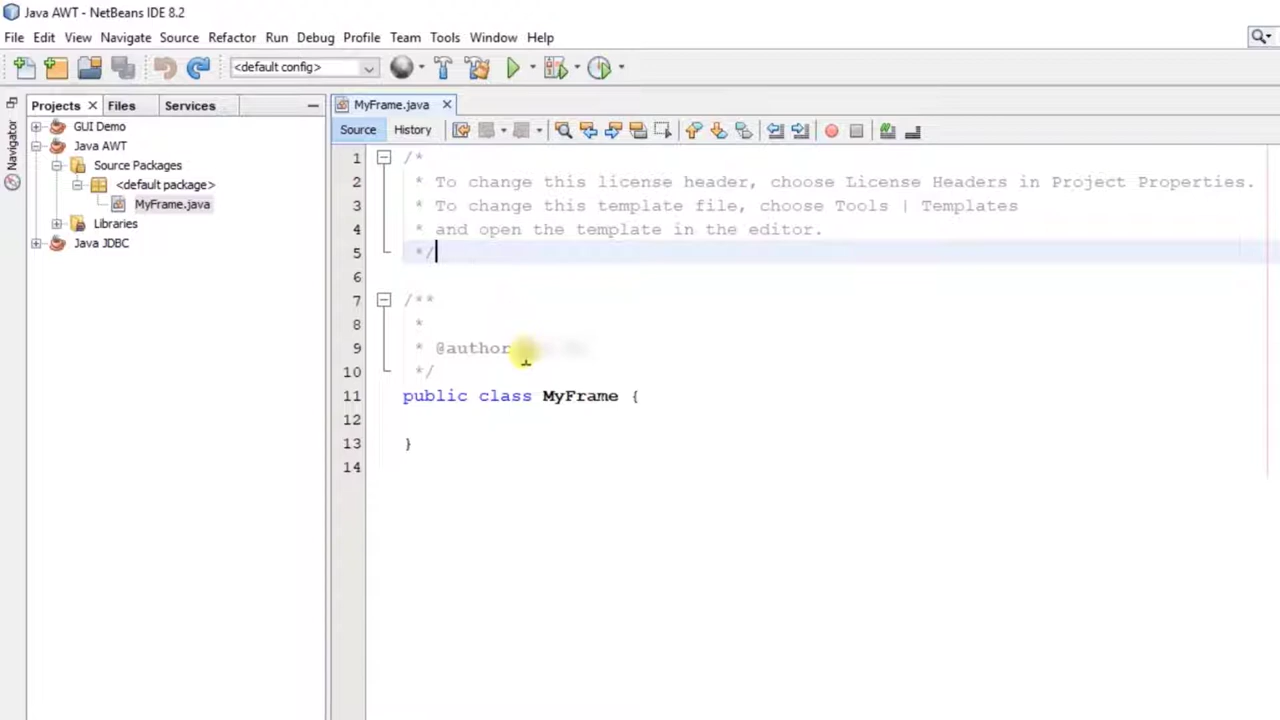 Java AWT - NetBeans IDE 8.2
File Edit View Navigate Source Refactor Run Debug Profile Team Tools Window Help
<default config>
Projects Files Services
MyFrame.java
Navigator
GUI Demo
Java AWT
Source Packages
<default package>
MyFrame.java
Libraries
Java JDBC
Source History
1 /*
2 * To change this license header, choose License Headers in Project Properties.
3 * To change this template file, choose Tools | Templates
4 * and open the template in the editor.
5 */
6
7 /**
8 *
9 * @author
10 */
11 public class MyFrame {
12
13 }
14